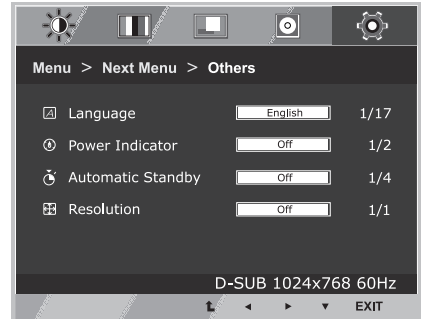 Menu > Next Menu > Others
Language English 1/17
Power Indicator Off 1/2
Automatic Standby Off 1/4
Resolution Off 1/1
D-SUB 1024x768 60Hz
EXIT